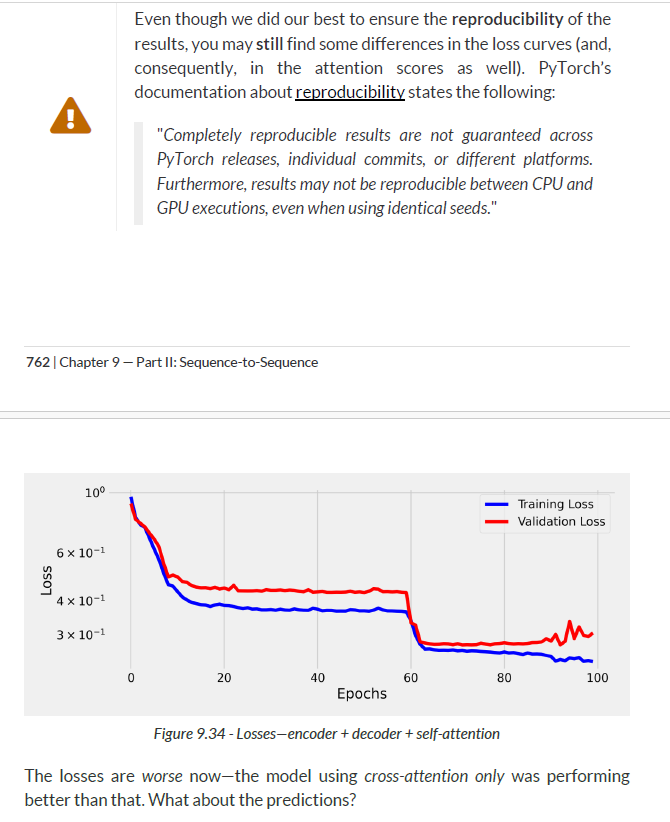 Even though we did our best to ensure the reproducibility of the
results, you may still find some differences in the loss curves (and,
consequently, in the attention scores as well). PyTorch's
documentation about reproducibility states the following:
"Completely reproducible results are not guaranteed across
PyTorch releases, individual commits, or different platforms.
Furthermore, results may not be reproducible between CPU and
GPU executions, even when using identical seeds."
762 | Chapter 9 — Part II: Sequence-to-Sequence
10⁰
6 × 10⁻¹
4 × 10⁻¹
3 × 10⁻¹
Loss
Training Loss
Validation Loss
0 20 40 60 80 100
Epochs
Figure 9.34 - Losses—encoder + decoder + self-attention
The losses are worse now—the model using cross-attention only was performing
better than that. What about the predictions?